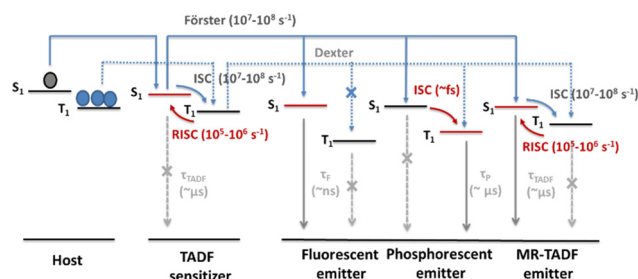 Förster (10⁷-10⁸ s⁻¹)
Dexter
S₁
T₁
S₁
ISC (10⁷-10⁸ s⁻¹)
T₁
RISC (10⁵-10⁶ s⁻¹)
S₁
T₁
S₁
ISC (~fs)
T₁
S₁
ISC (10⁷-10⁸ s⁻¹)
T₁
RISC (10⁵-10⁶ s⁻¹)
τTADF
(~µs)
τF
(~ns)
τP
(~ µs)
τTADF
(~µs)
Host
TADF
sensitizer
Fluorescent
emitter
Phosphorescent
emitter
MR-TADF
emitter